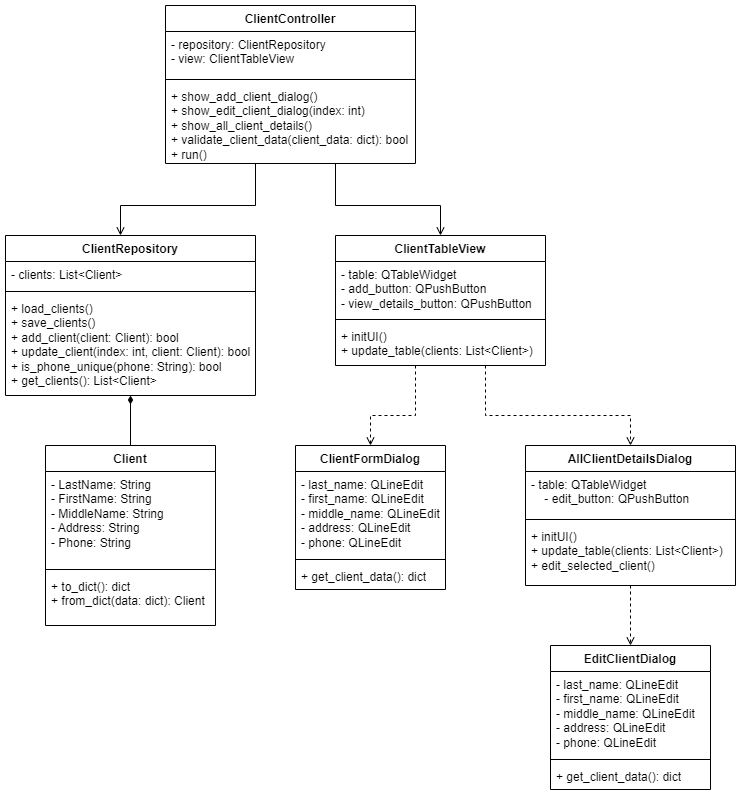 ClientController
- repository: ClientRepository
- view: ClientTableView
+ show_add_client_dialog()
+ show_edit_client_dialog(index: int)
+ show_all_client_details()
+ validate_client_data(client_data: dict): bool
+ run()
ClientRepository
- clients: List<Client>
+ load_clients()
+ save_clients()
+ add_client(client: Client): bool
+ update_client(index: int, client: Client): bool
+ is_phone_unique(phone: String): bool
+ get_clients(): List<Client>
ClientTableView
- table: QTableWidget
- add_button: QPushButton
- view_details_button: QPushButton
+ initUI()
+ update_table(clients: List<Client>)
Client
- LastName: String
- FirstName: String
- MiddleName: String
- Address: String
- Phone: String
+ to_dict(): dict
+ from_dict(data: dict): Client
ClientFormDialog
- last_name: QLineEdit
- first_name: QLineEdit
- middle_name: QLineEdit
- address: QLineEdit
- phone: QLineEdit
+ get_client_data(): dict
AllClientDetailsDialog
- table: QTableWidget
- edit_button: QPushButton
+ initUI()
+ update_table(clients: List<Client>)
+ edit_selected_client()
EditClientDialog
- last_name: QLineEdit
- first_name: QLineEdit
- middle_name: QLineEdit
- address: QLineEdit
- phone: QLineEdit
+ get_client_data(): dict